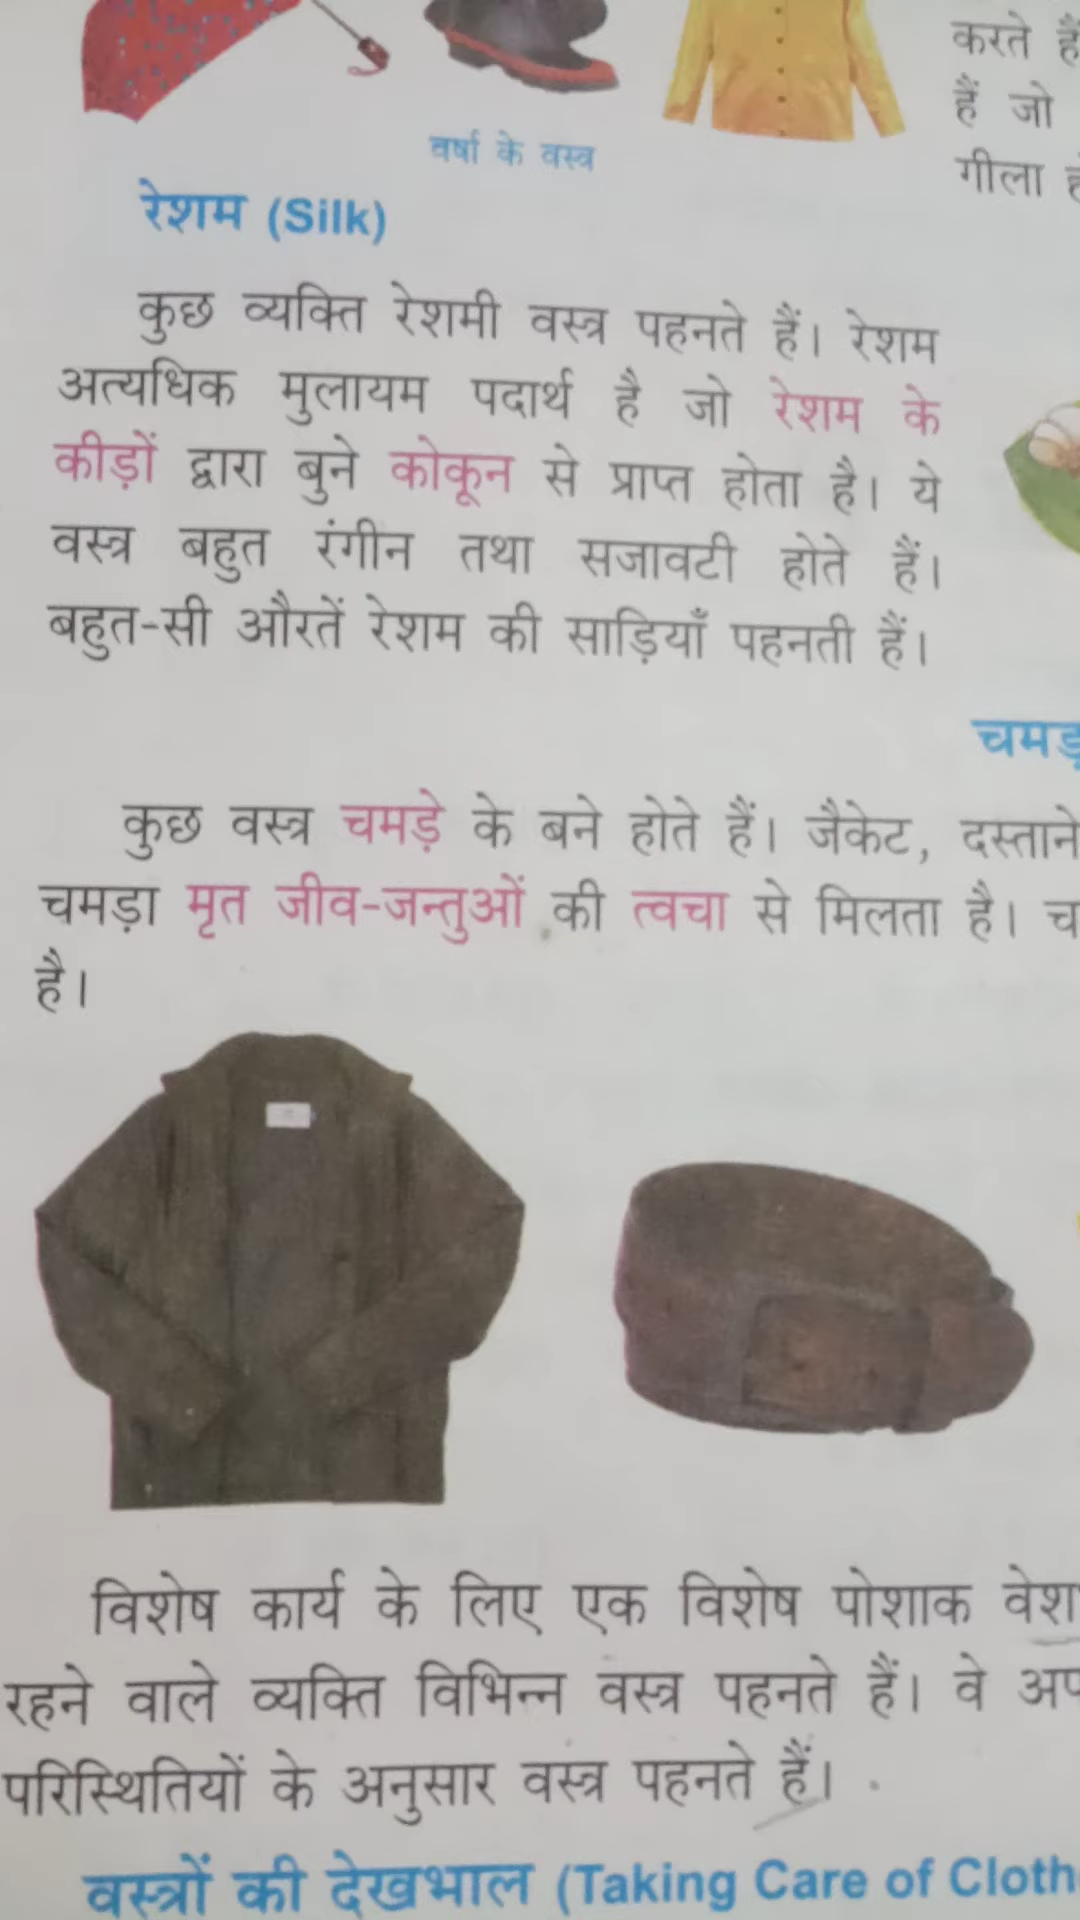 करते हैं
हैं जो
गीला
वर्षा के वस्त्र
रेशम (Silk)
कुछ व्यक्ति रेशमी वस्त्र पहनते हैं। रेशम
अत्यधिक मुलायम पदार्थ है जो रेशम के
कीड़ों द्वारा बुने कोकून से प्राप्त होता है। ये
वस्त्र बहुत रंगीन तथा सजावटी होते हैं।
बहुत-सी औरतें रेशम की साड़ियाँ पहनती हैं।
चमड़
कुछ वस्त्र चमड़े के बने होते हैं। जैकेट, दस्ताने
चमड़ा मृत जीव-जन्तुओं की त्वचा से मिलता है। च
है।
विशेष कार्य के लिए एक विशेष पोशाक वेश
रहने वाले व्यक्ति विभिन्न वस्त्र पहनते हैं। वे अप
परिस्थितियों के अनुसार वस्त्र पहनते हैं।
वस्त्रों की देखभाल (Taking Care of Cloth